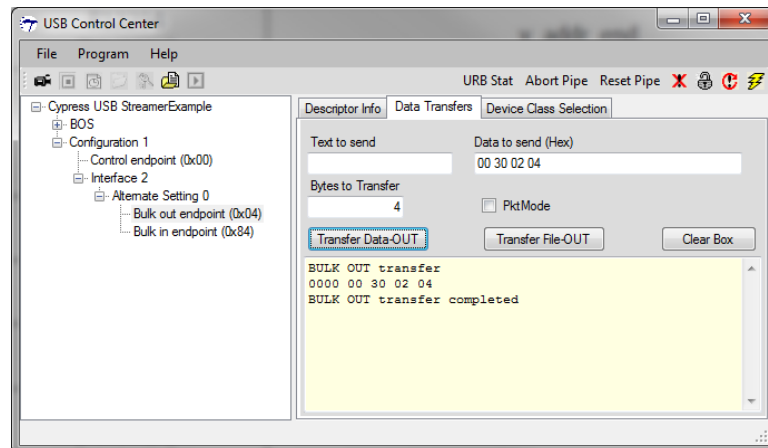 USB Control Center
File Program Help
URB Stat Abort Pipe Reset Pipe
Cypress USB StreamerExample
BOS
Configuration 1
Control endpoint (0x00)
Interface 2
Alternate Setting 0
Bulk out endpoint (0x04)
Bulk in endpoint (0x84)
Descriptor Info Data Transfers Device Class Selection
Text to send Data to send (Hex)
00 30 02 04
Bytes to Transfer
4 PktMode
Transfer Data-OUT Transfer File-OUT Clear Box
BULK OUT transfer
0000 00 30 02 04
BULK OUT transfer completed